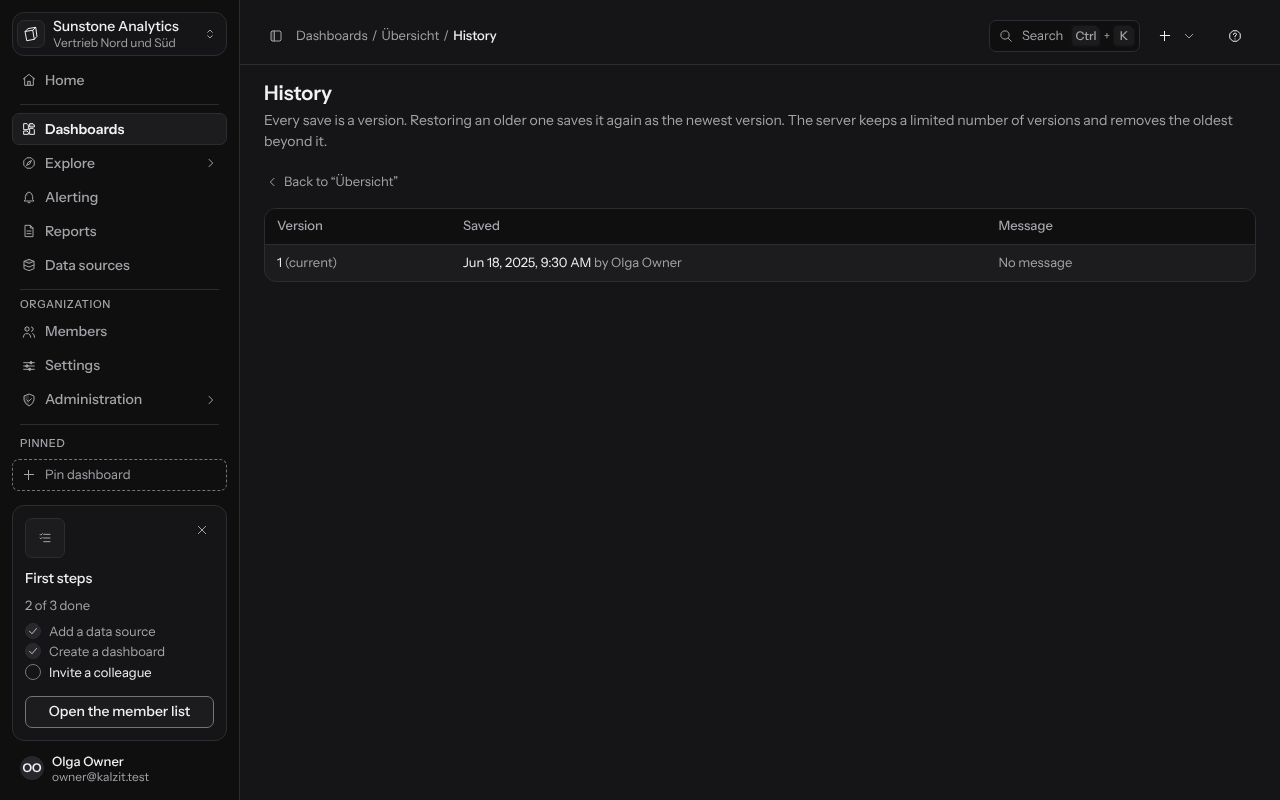 Sunstone Analytics
Vertrieb Nord und Süd
Home
Dashboards
Explore
Alerting
Reports
Data sources
ORGANIZATION
Members
Settings
Administration
PINNED
Pin dashboard
First steps
2 of 3 done
Add a data source
Create a dashboard
Invite a colleague
Open the member list
OO
Olga Owner
owner@kalzit.test
Dashboards / Übersicht / History
Search Ctrl + K
History
Every save is a version. Restoring an older one saves it again as the newest version. The server keeps a limited number of versions and removes the oldest
beyond it.
Back to “Übersicht”
Version Saved Message
1 (current) Jun 18, 2025, 9:30 AM by Olga Owner No message